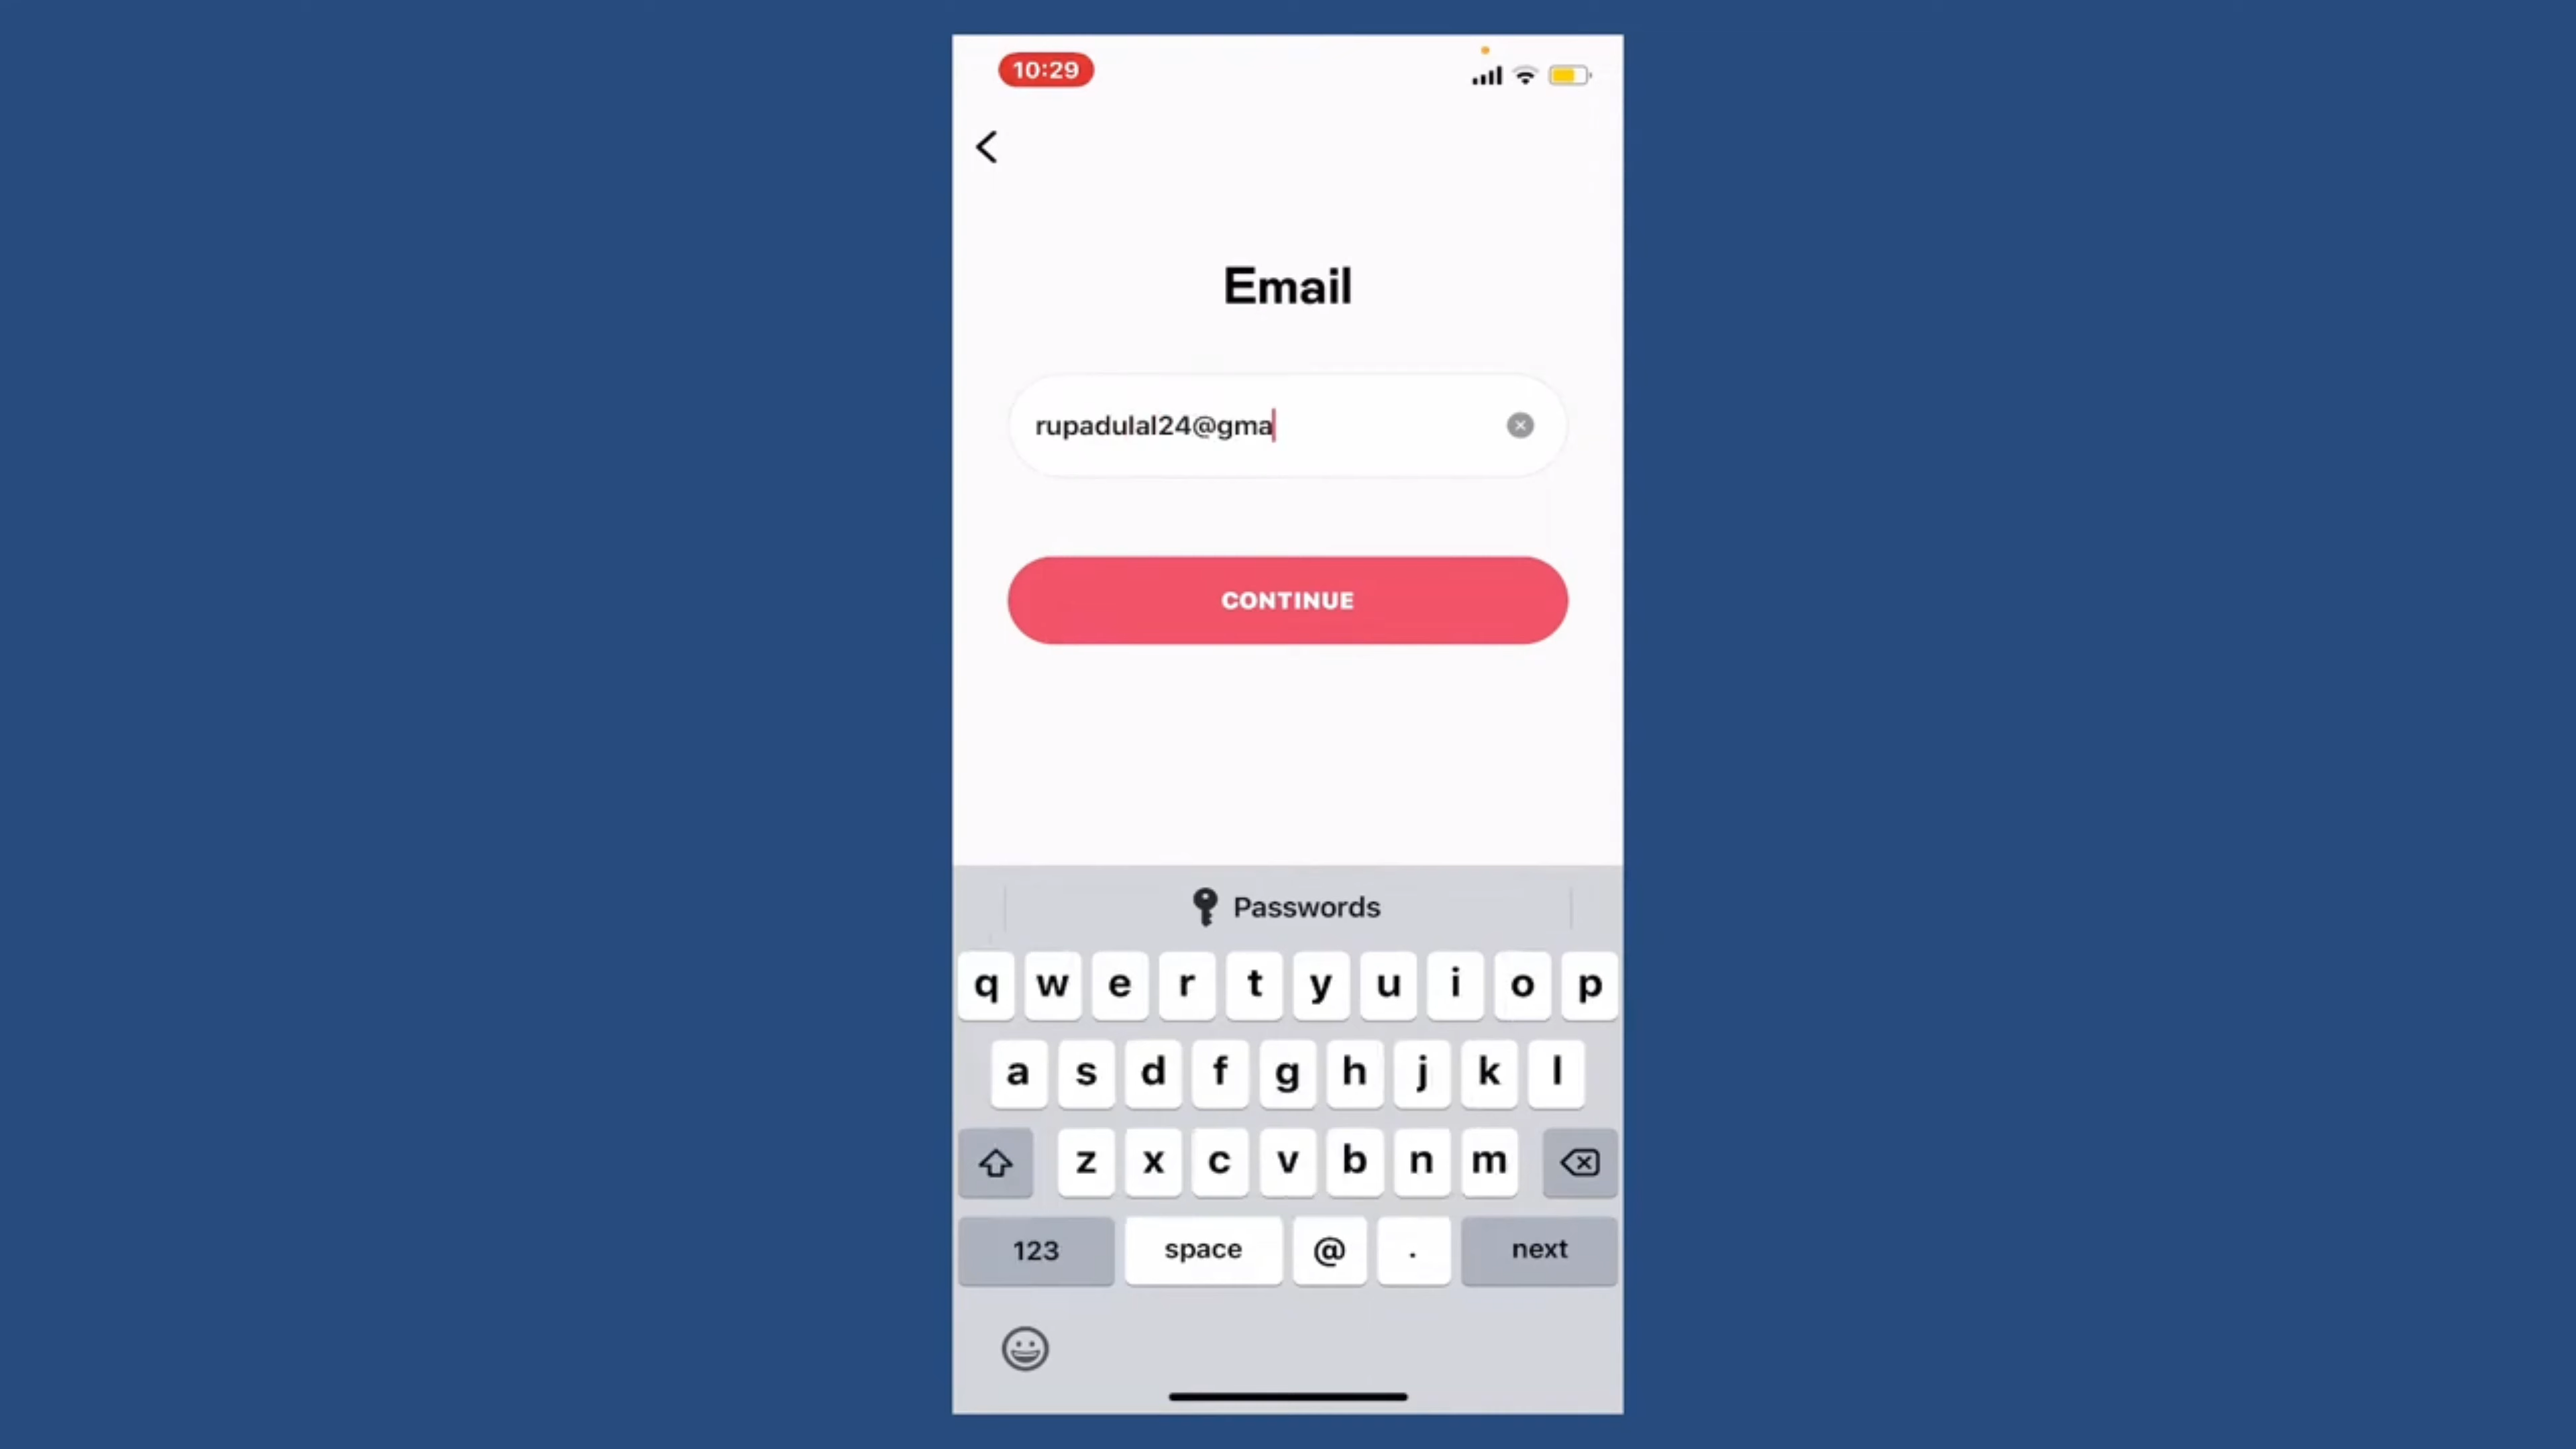 10:29
Email
rupadulal24@gma
CONTINUE
Passwords
q w e r t y u i o p
a s d f g h j k l
z x c v b n m
123 space @ . next